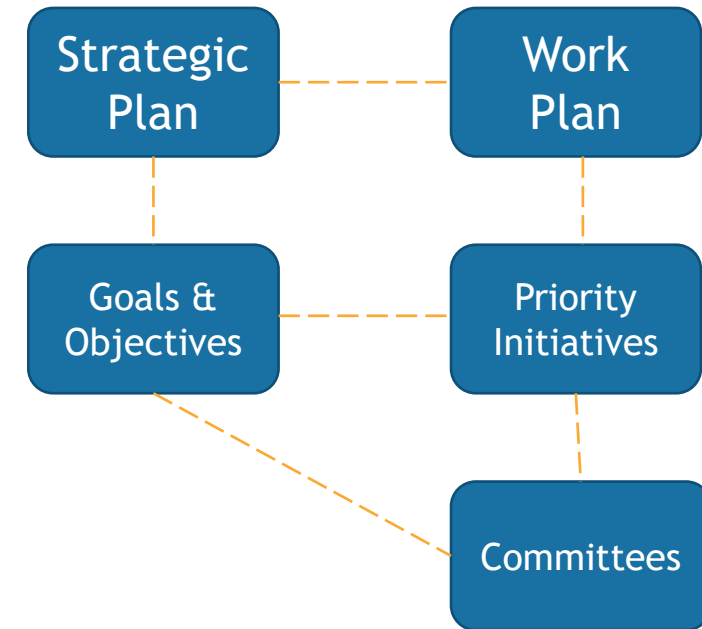 Strategic
Plan
Work
Plan
Goals &
Objectives
Priority
Initiatives
Committees